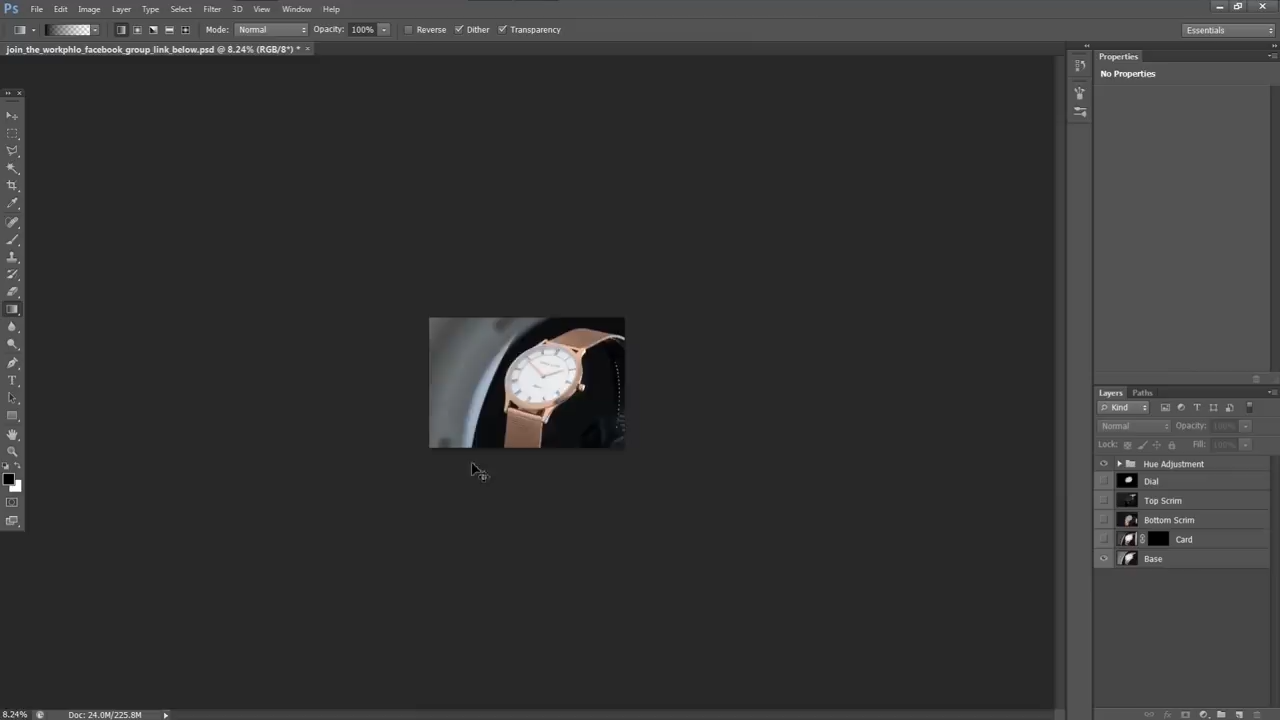 Ps File Edit Image Layer Type Select Filter 3D View Window Help
Mode: Normal Opacity: 100% Reverse Dither Transparency Essentials
join_the_workphlo_facebook_group_link_below.psd @ 8.24% (RGB/8*) * ×
Properties
No Properties
Layers Paths
Kind
Normal Opacity: 100%
Lock: Fill: 100%
Hue Adjustment
Dial
Top Scrim
Bottom Scrim
Card
Base
8.24% Doc: 24.0M/225.8M